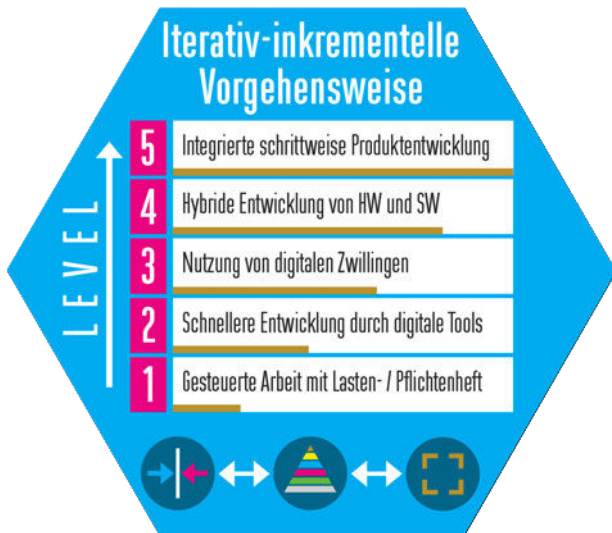 Iterativ-inkrementelle
Vorgehensweise
5 Integrierte schrittweise Produktentwicklung
4 Hybride Entwicklung von HW und SW
3 Nutzung von digitalen Zwillingen
2 Schnellere Entwicklung durch digitale Tools
1 Gesteuerte Arbeit mit Lasten- / Pflichtenheft
LEVEL